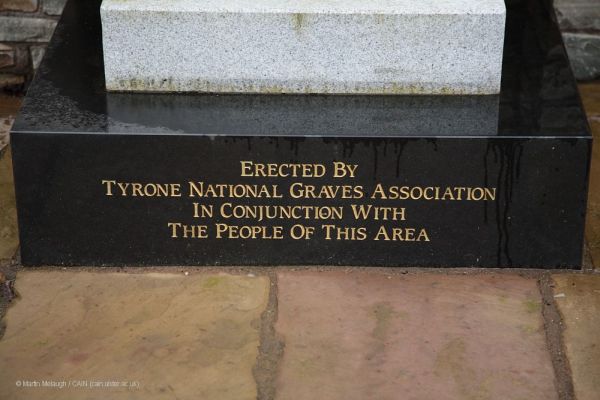 Erected By
Tyrone National Graves Association
In Conjunction With
The People Of This Area
© Martin Melaugh / CAIN (cain.ulster.ac.uk)